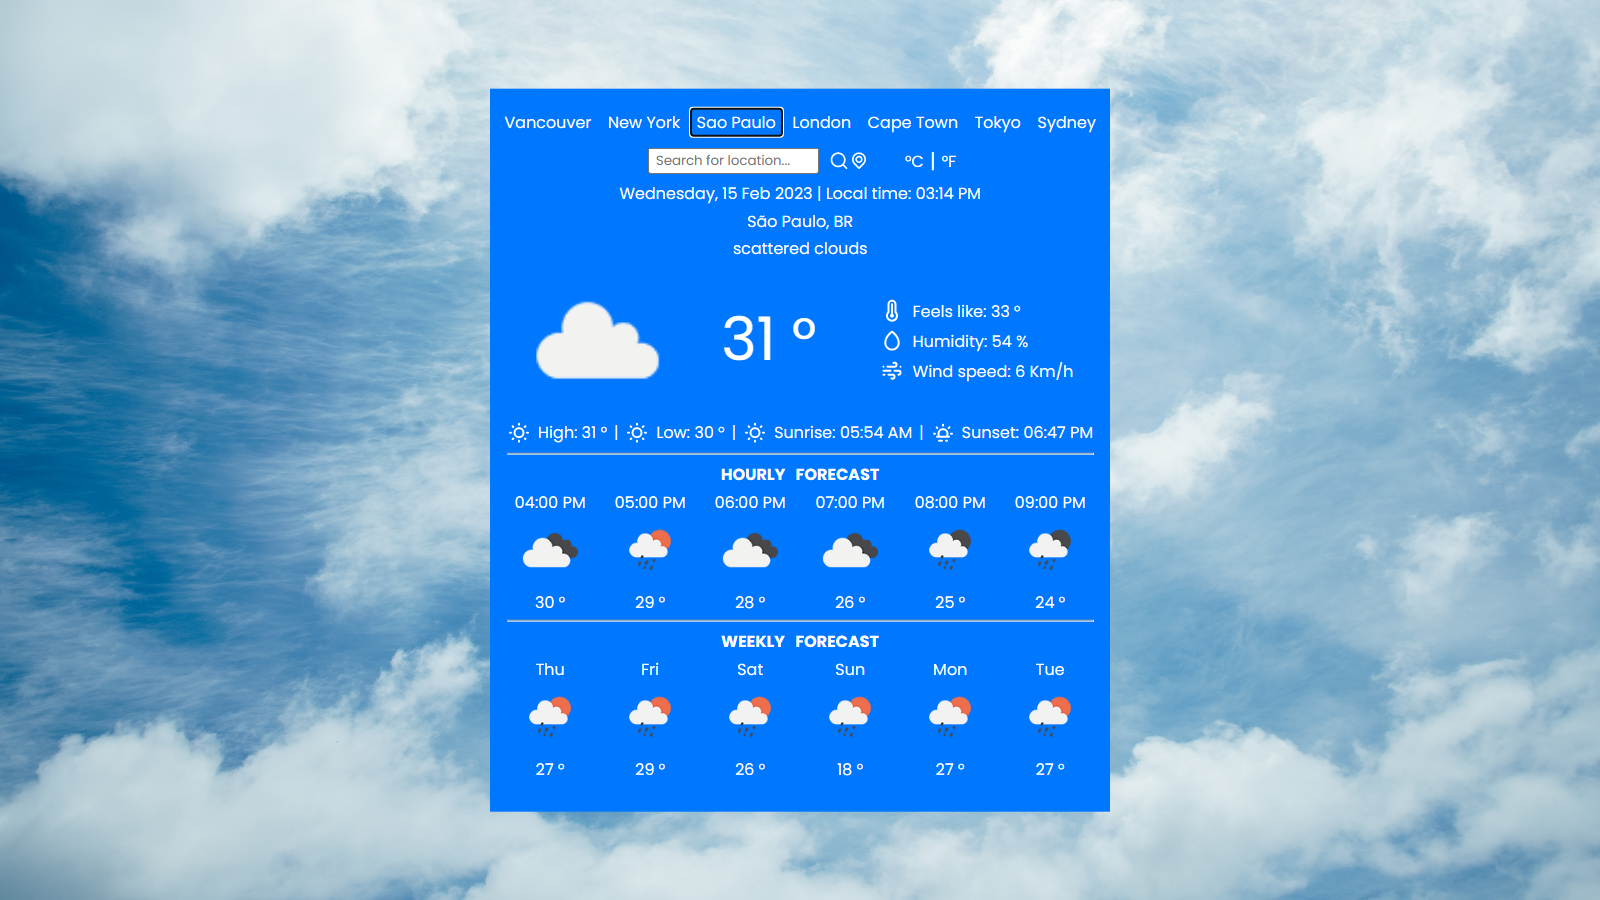 Vancouver New York Sao Paulo London Cape Town Tokyo Sydney
Search for location... °C | °F
Wednesday, 15 Feb 2023 | Local time: 03:14 PM
São Paulo, BR
scattered clouds
31 °
Feels like: 33 °
Humidity: 54 %
Wind speed: 6 Km/h
High: 31 ° | Low: 30 ° | Sunrise: 05:54 AM | Sunset: 06:47 PM
HOURLY FORECAST
04:00 PM 05:00 PM 06:00 PM 07:00 PM 08:00 PM 09:00 PM
30 ° 29 ° 28 ° 26 ° 25 ° 24 °
WEEKLY FORECAST
Thu Fri Sat Sun Mon Tue
27 ° 29 ° 26 ° 18 ° 27 ° 27 °